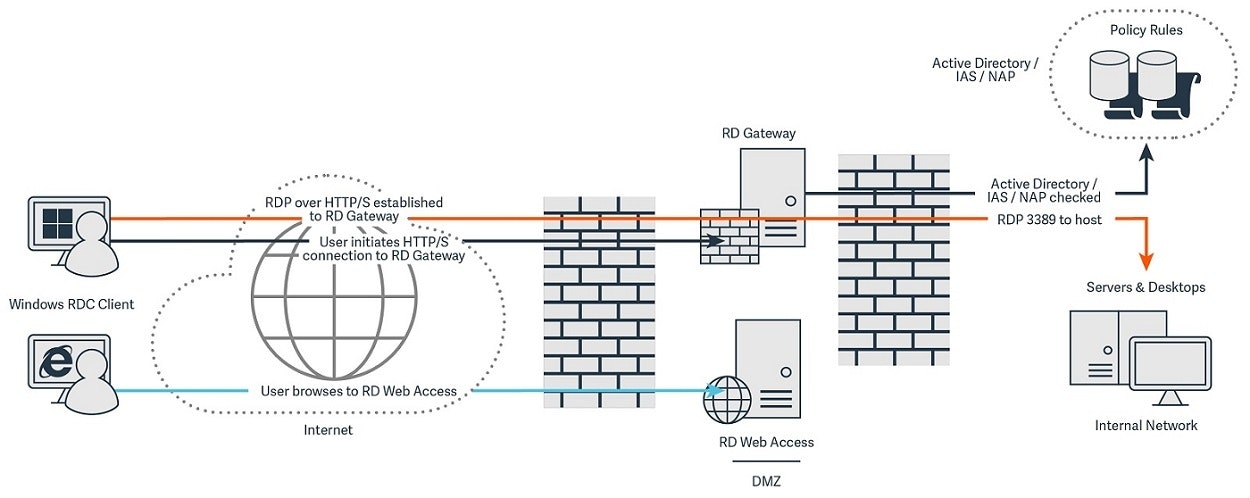 Policy Rules
Active Directory /
IAS / NAP
RD Gateway
Active Directory /
IAS / NAP checked
RDP 3389 to host
RDP over HTTP/S established
to RD Gateway
User initiates HTTP/S
connection to RD Gateway
Windows RDC Client
Servers & Desktops
User browses to RD Web Access
Internet
RD Web Access
DMZ
Internal Network